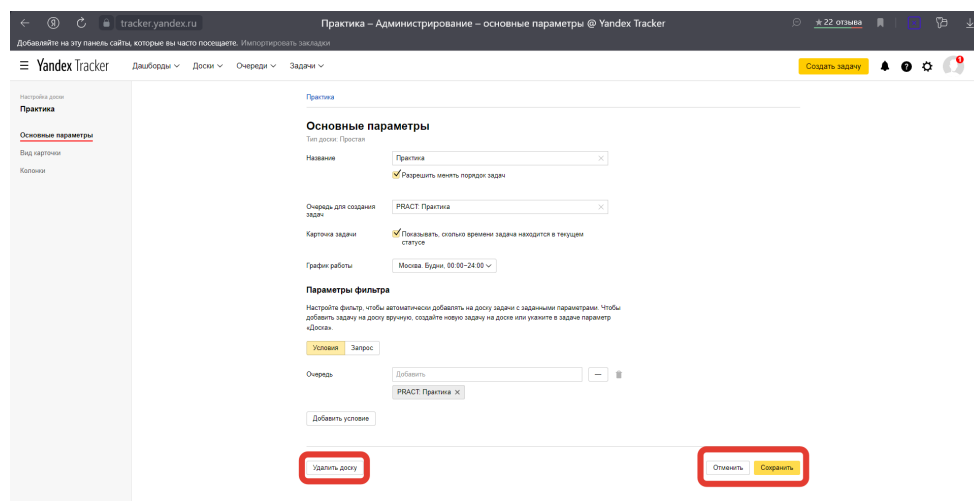 tracker.yandex.ru
Практика – Администрирование – основные параметры @ Yandex Tracker
★ 22 отзыва
Добавляйте на эту панель сайты, которые вы часто посещаете. Импортировать закладки
Yandex Tracker
Дашборды
Доски
Очереди
Задачи
Создать задачу
1
Настройка доски
Практика
Основные параметры
Вид карточки
Колонки
Практика
Основные параметры
Тип доски: Простая
Название
Практика
Разрешить менять порядок задач
Очередь для создания
задач
PRACT: Практика
Карточка задачи
Показывать, сколько времени задача находится в текущем
статусе
График работы
Москва. Будни, 00:00−24:00
Параметры фильтра
Настройте фильтр, чтобы автоматически добавлять на доску задачи с заданными параметрами. Чтобы
добавить задачу на доску вручную, создайте новую задачу на доске или укажите в задаче параметр
«Доска».
Условия
Запрос
Очередь
Добавить
PRACT: Практика
Добавить условие
Удалить доску
Отменить
Сохранить